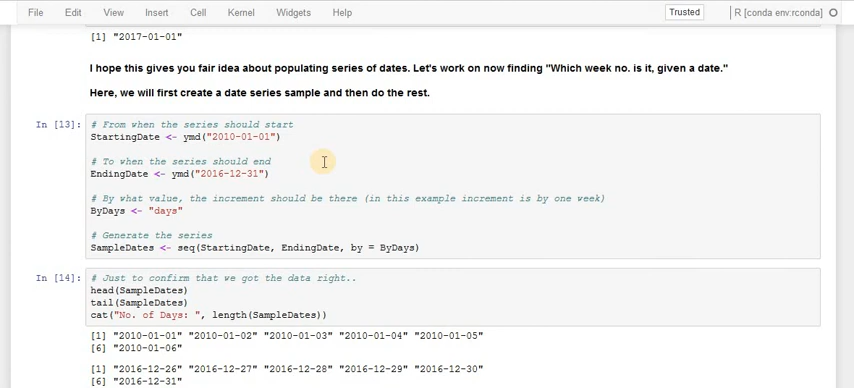 File Edit View Insert Cell Kernel Widgets Help Trusted R [conda env:rconda]
[1] "2017-01-01"
I hope this gives you fair idea about populating series of dates. Let's work on now finding "Which week no. is it, given a date."
Here, we will first create a date series sample and then do the rest.
In [13]: # From when the series should start
StartingDate <- ymd("2010-01-01")
# To when the series should end
EndingDate <- ymd("2016-12-31")
# By what value, the increment should be there (in this example increment is by one week)
ByDays <- "days"
# Generate the series
SampleDates <- seq(StartingDate, EndingDate, by = ByDays)
In [14]: # Just to confirm that we got the data right..
head(SampleDates)
tail(SampleDates)
cat("No. of Days: ", length(SampleDates))
[1] "2010-01-01" "2010-01-02" "2010-01-03" "2010-01-04" "2010-01-05"
[6] "2010-01-06"
[1] "2016-12-26" "2016-12-27" "2016-12-28" "2016-12-29" "2016-12-30"
[6] "2016-12-31"